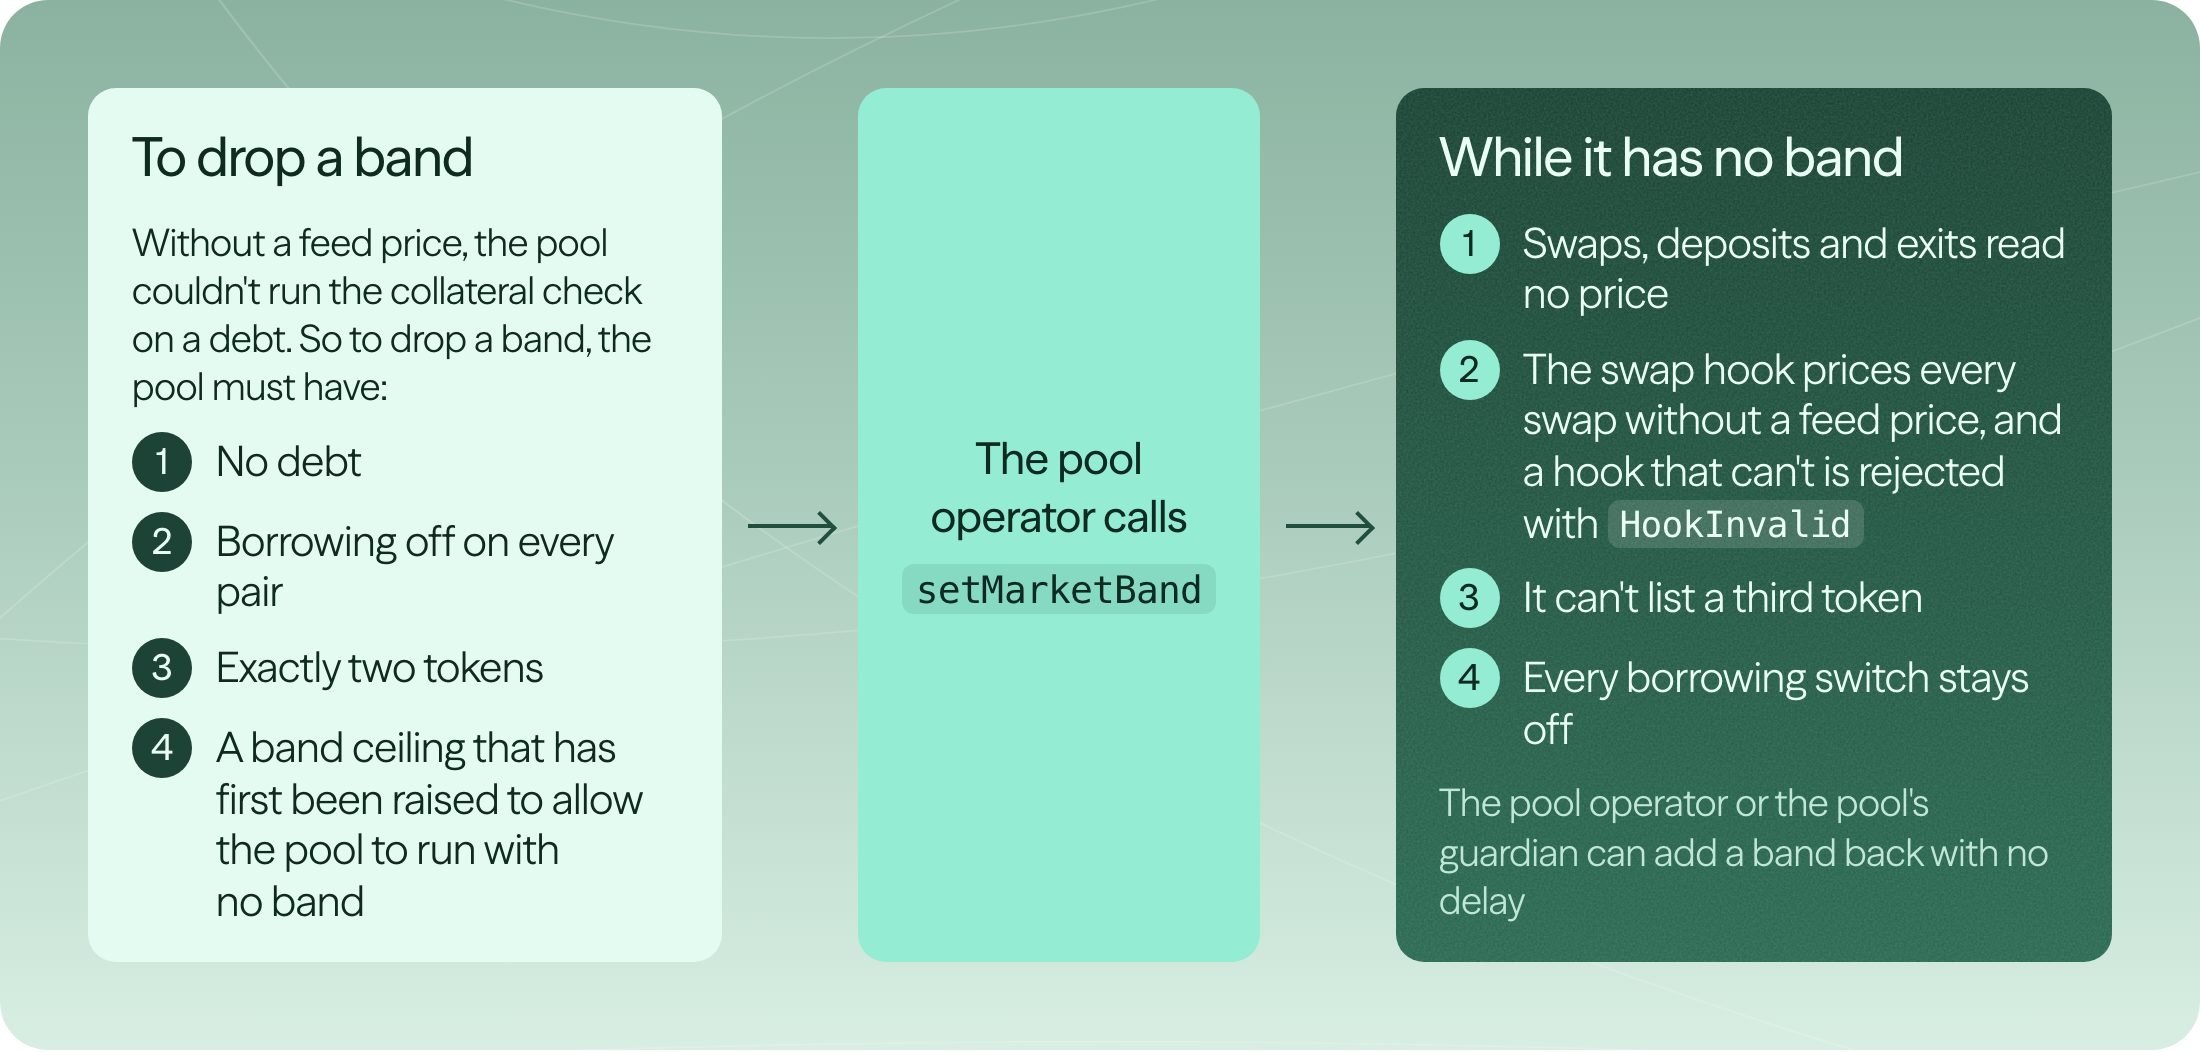 To drop a band
Without a feed price, the pool
couldn't run the collateral check
on a debt. So to drop a band, the
pool must have:
1 No debt
2 Borrowing off on every
pair
3 Exactly two tokens
4 A band ceiling that has
first been raised to allow
the pool to run with
no band
The pool
operator calls
setMarketBand
While it has no band
1 Swaps, deposits and exits read
no price
2 The swap hook prices every
swap without a feed price, and
a hook that can't is rejected
with HookInvalid
3 It can't list a third token
4 Every borrowing switch stays
off
The pool operator or the pool's
guardian can add a band back with no
delay